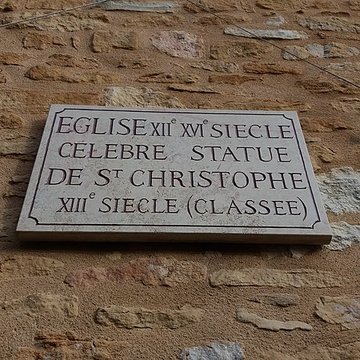 EGLISE XIIᵉ XVIᵉ SIECLE
CELEBRE STATUE
DE Sᵀ CHRISTOPHE
XIIIᵉ SIECLE (CLASSEE)